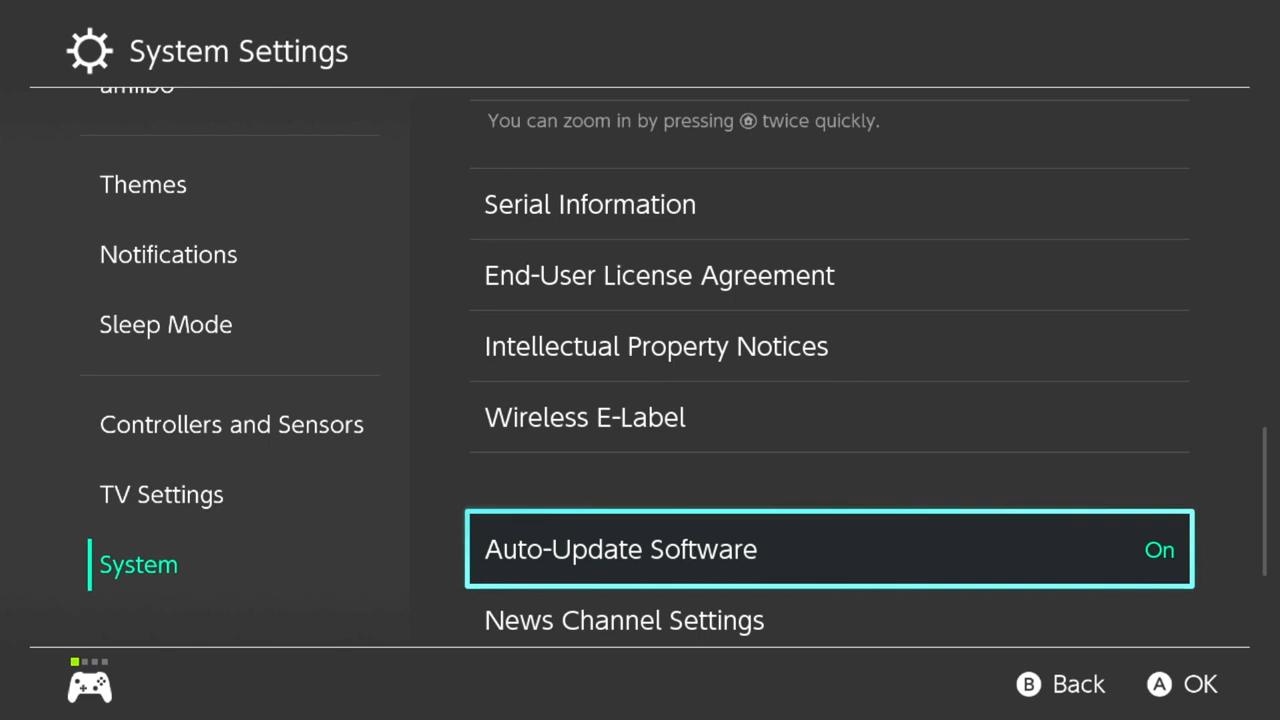 System Settings
amiibo
Themes
Notifications
Sleep Mode
Controllers and Sensors
TV Settings
System
You can zoom in by pressing twice quickly.
Serial Information
End-User License Agreement
Intellectual Property Notices
Wireless E-Label
Auto-Update Software On
News Channel Settings
B Back A OK